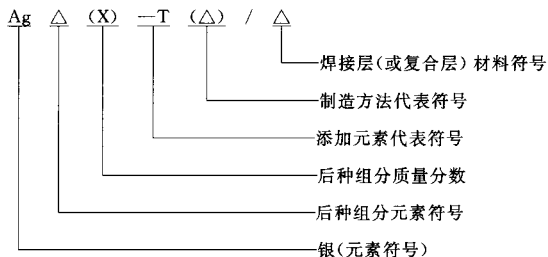 Ag △ (X) —T (△) / △
焊接层(或复合层)材料符号
制造方法代表符号
添加元素代表符号
后种组分质量分数
后种组分元素符号
银(元素符号)